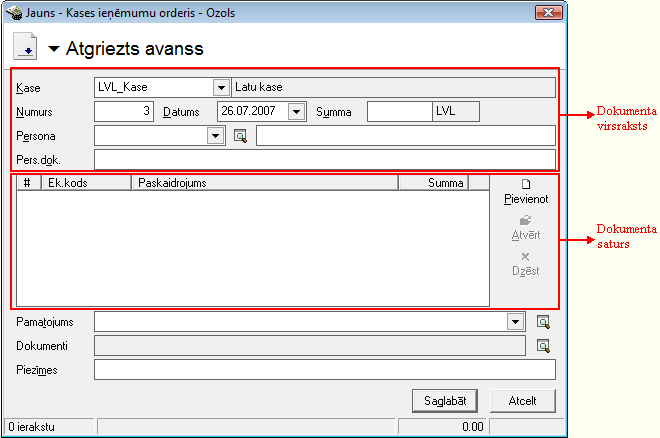 Jauns - Kases ieņēmumu orderis - Ozols
Atgriezts avanss
Kase LVL_Kase Latu kase
Numurs 3 Datums 26.07.2007 Summa LVL
Persona
Pers.dok.
Dokumenta
virsraksts
# Ek.kods Paskaidrojums Summa
Pievienot
Atvērt
Dzēst
Dokumenta
saturs
Pamatojums
Dokumenti
Piezīmes
Saglabāt Atcelt
0 ierakstu 0.00